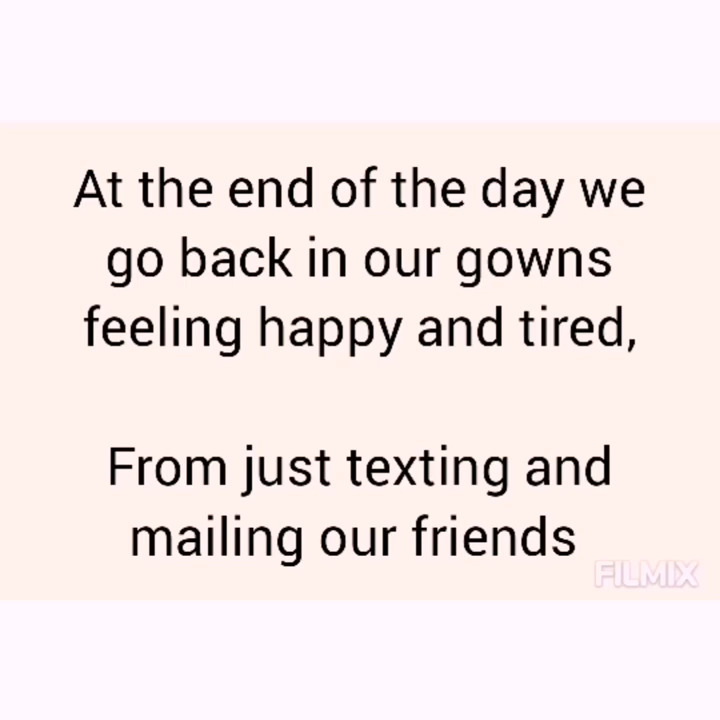 At the end of the day we
go back in our gowns
feeling happy and tired,
From just texting and
mailing our friends
FILMIX